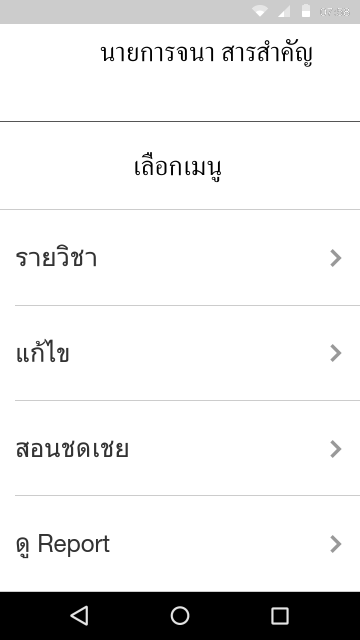 นายการจนา สารสำคัญ
เลือกเมนู
รายวิชา
แก้ไข
สอนชดเชย
ดู Report